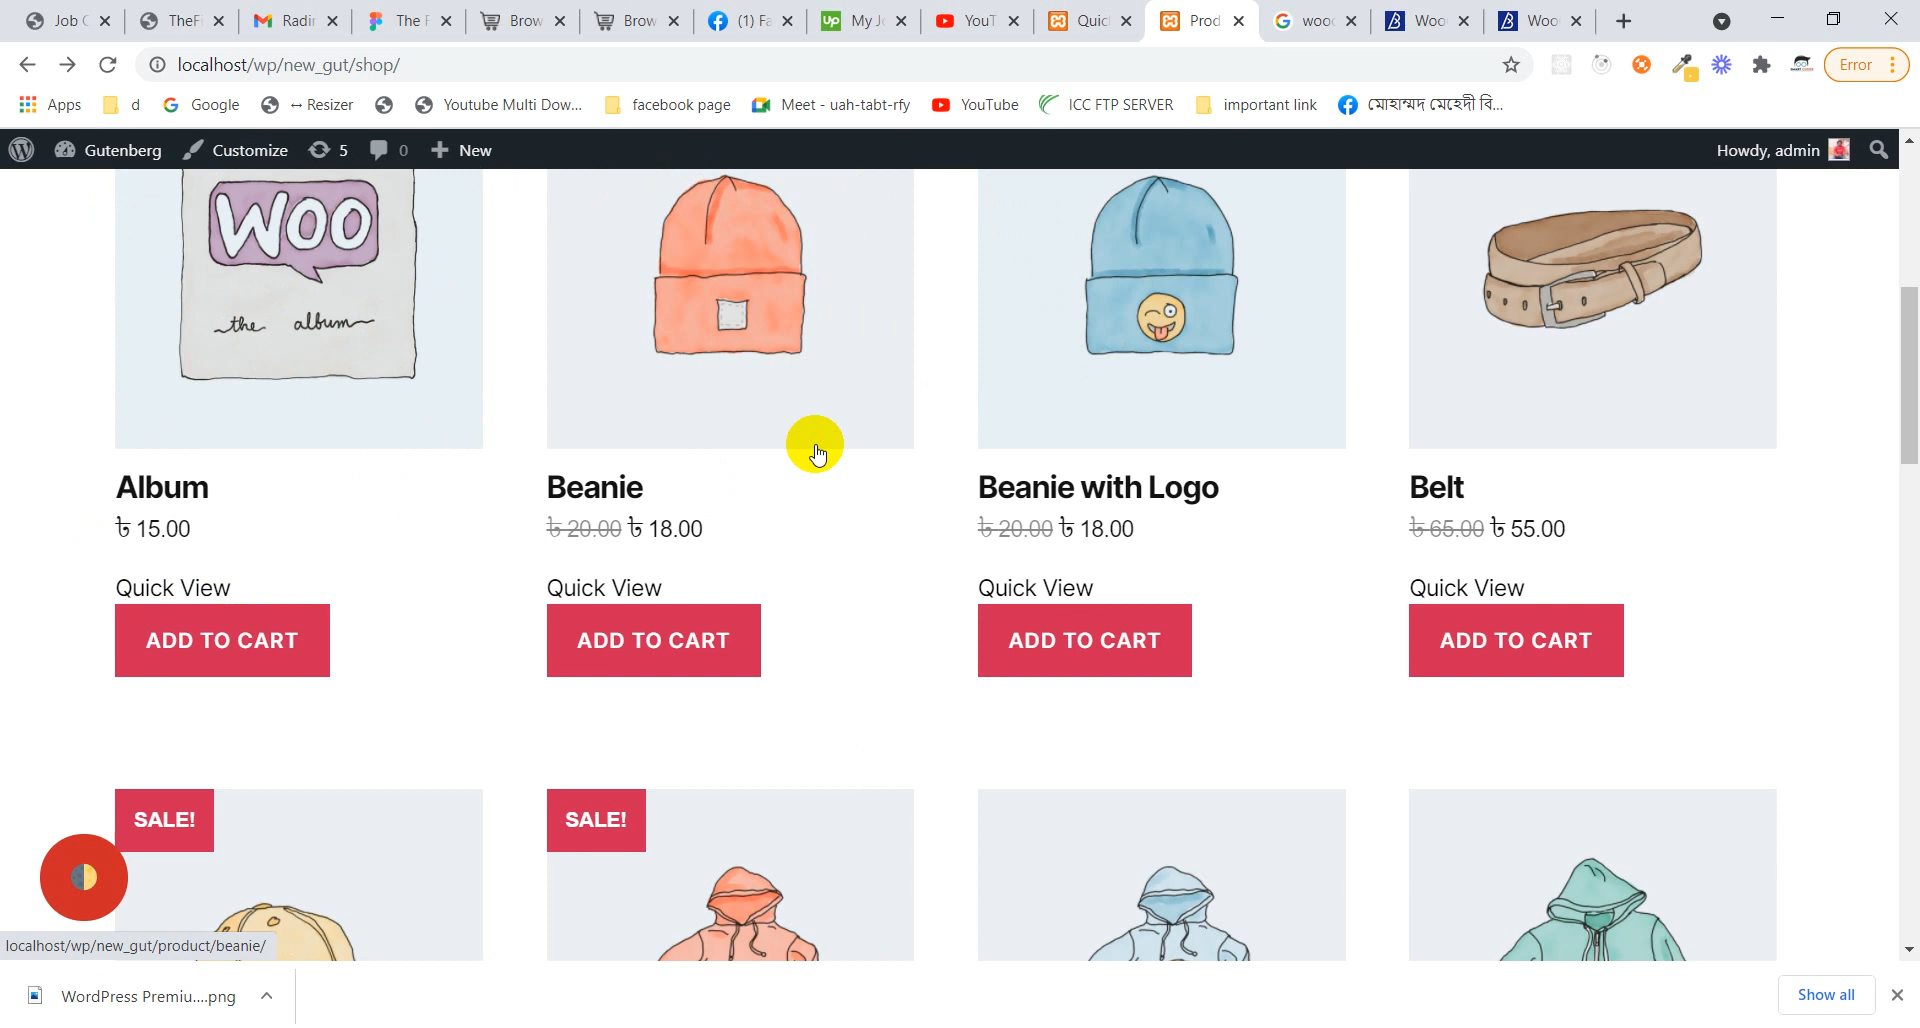 Job C TheFi Radir The F Brow Brow (1) Fa My Jo YouT Quic Prod wooc Woo Woo
localhost/wp/new_gut/shop/ Error
Apps d Google ↔ Resizer Youtube Multi Dow... facebook page Meet - uah-tabt-rfy YouTube ICC FTP SERVER important link মোহাম্মদ মেহেদী বি...
Gutenberg Customize 5 0 New Howdy, admin
WOO
the album
Album Beanie Beanie with Logo Belt
৳ 15.00 ৳ 20.00 ৳ 18.00 ৳ 20.00 ৳ 18.00 ৳ 65.00 ৳ 55.00
Quick View Quick View Quick View Quick View
ADD TO CART ADD TO CART ADD TO CART ADD TO CART
SALE! SALE!
localhost/wp/new_gut/product/beanie/
WordPress Premiu....png Show all